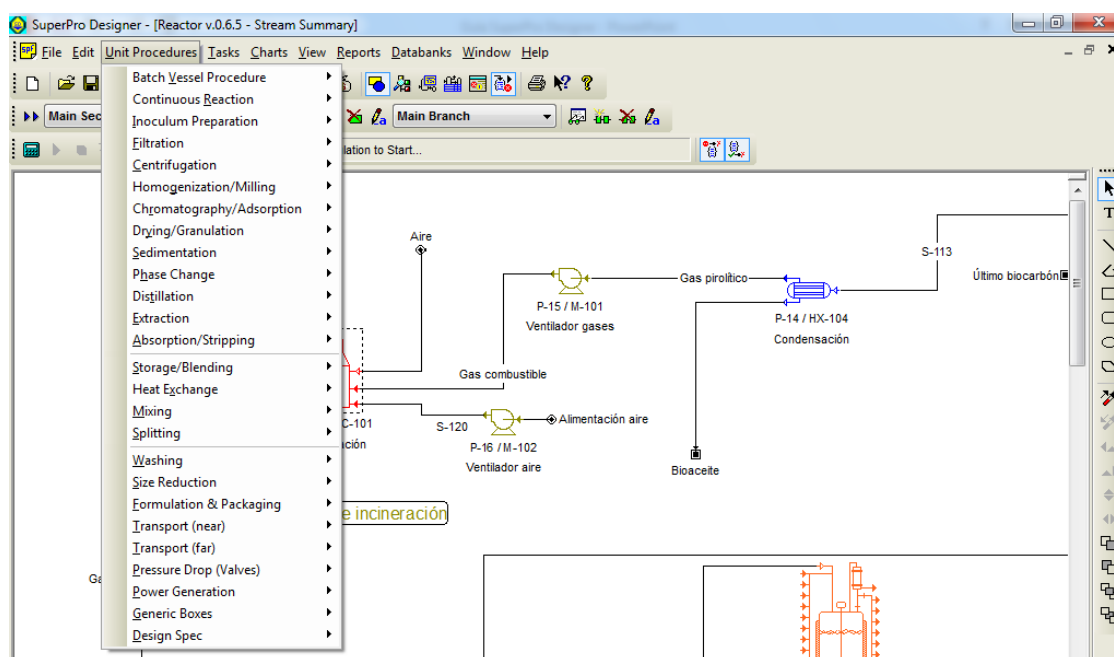 SuperPro Designer - [Reactor v.0.6.5 - Stream Summary]
File Edit Unit Procedures Tasks Charts View Reports Databanks Window Help
Main Sec
Main Branch
lation to Start...
Batch Vessel Procedure
Continuous Reaction
Inoculum Preparation
Filtration
Centrifugation
Homogenization/Milling
Chromatography/Adsorption
Drying/Granulation
Sedimentation
Phase Change
Distillation
Extraction
Absorption/Stripping
Storage/Blending
Heat Exchange
Mixing
Splitting
Washing
Size Reduction
Formulation & Packaging
Transport (near)
Transport (far)
Pressure Drop (Valves)
Power Generation
Generic Boxes
Design Spec
Aire
S-113
Gas pirolítico
Último biocarbón
P-15 / M-101
Ventilador gases
P-14 / HX-104
Condensación
Gas combustible
C-101
ción
S-120
Alimentación aire
P-16 / M-102
Ventilador aire
Bioaceite
e incineración
Ga